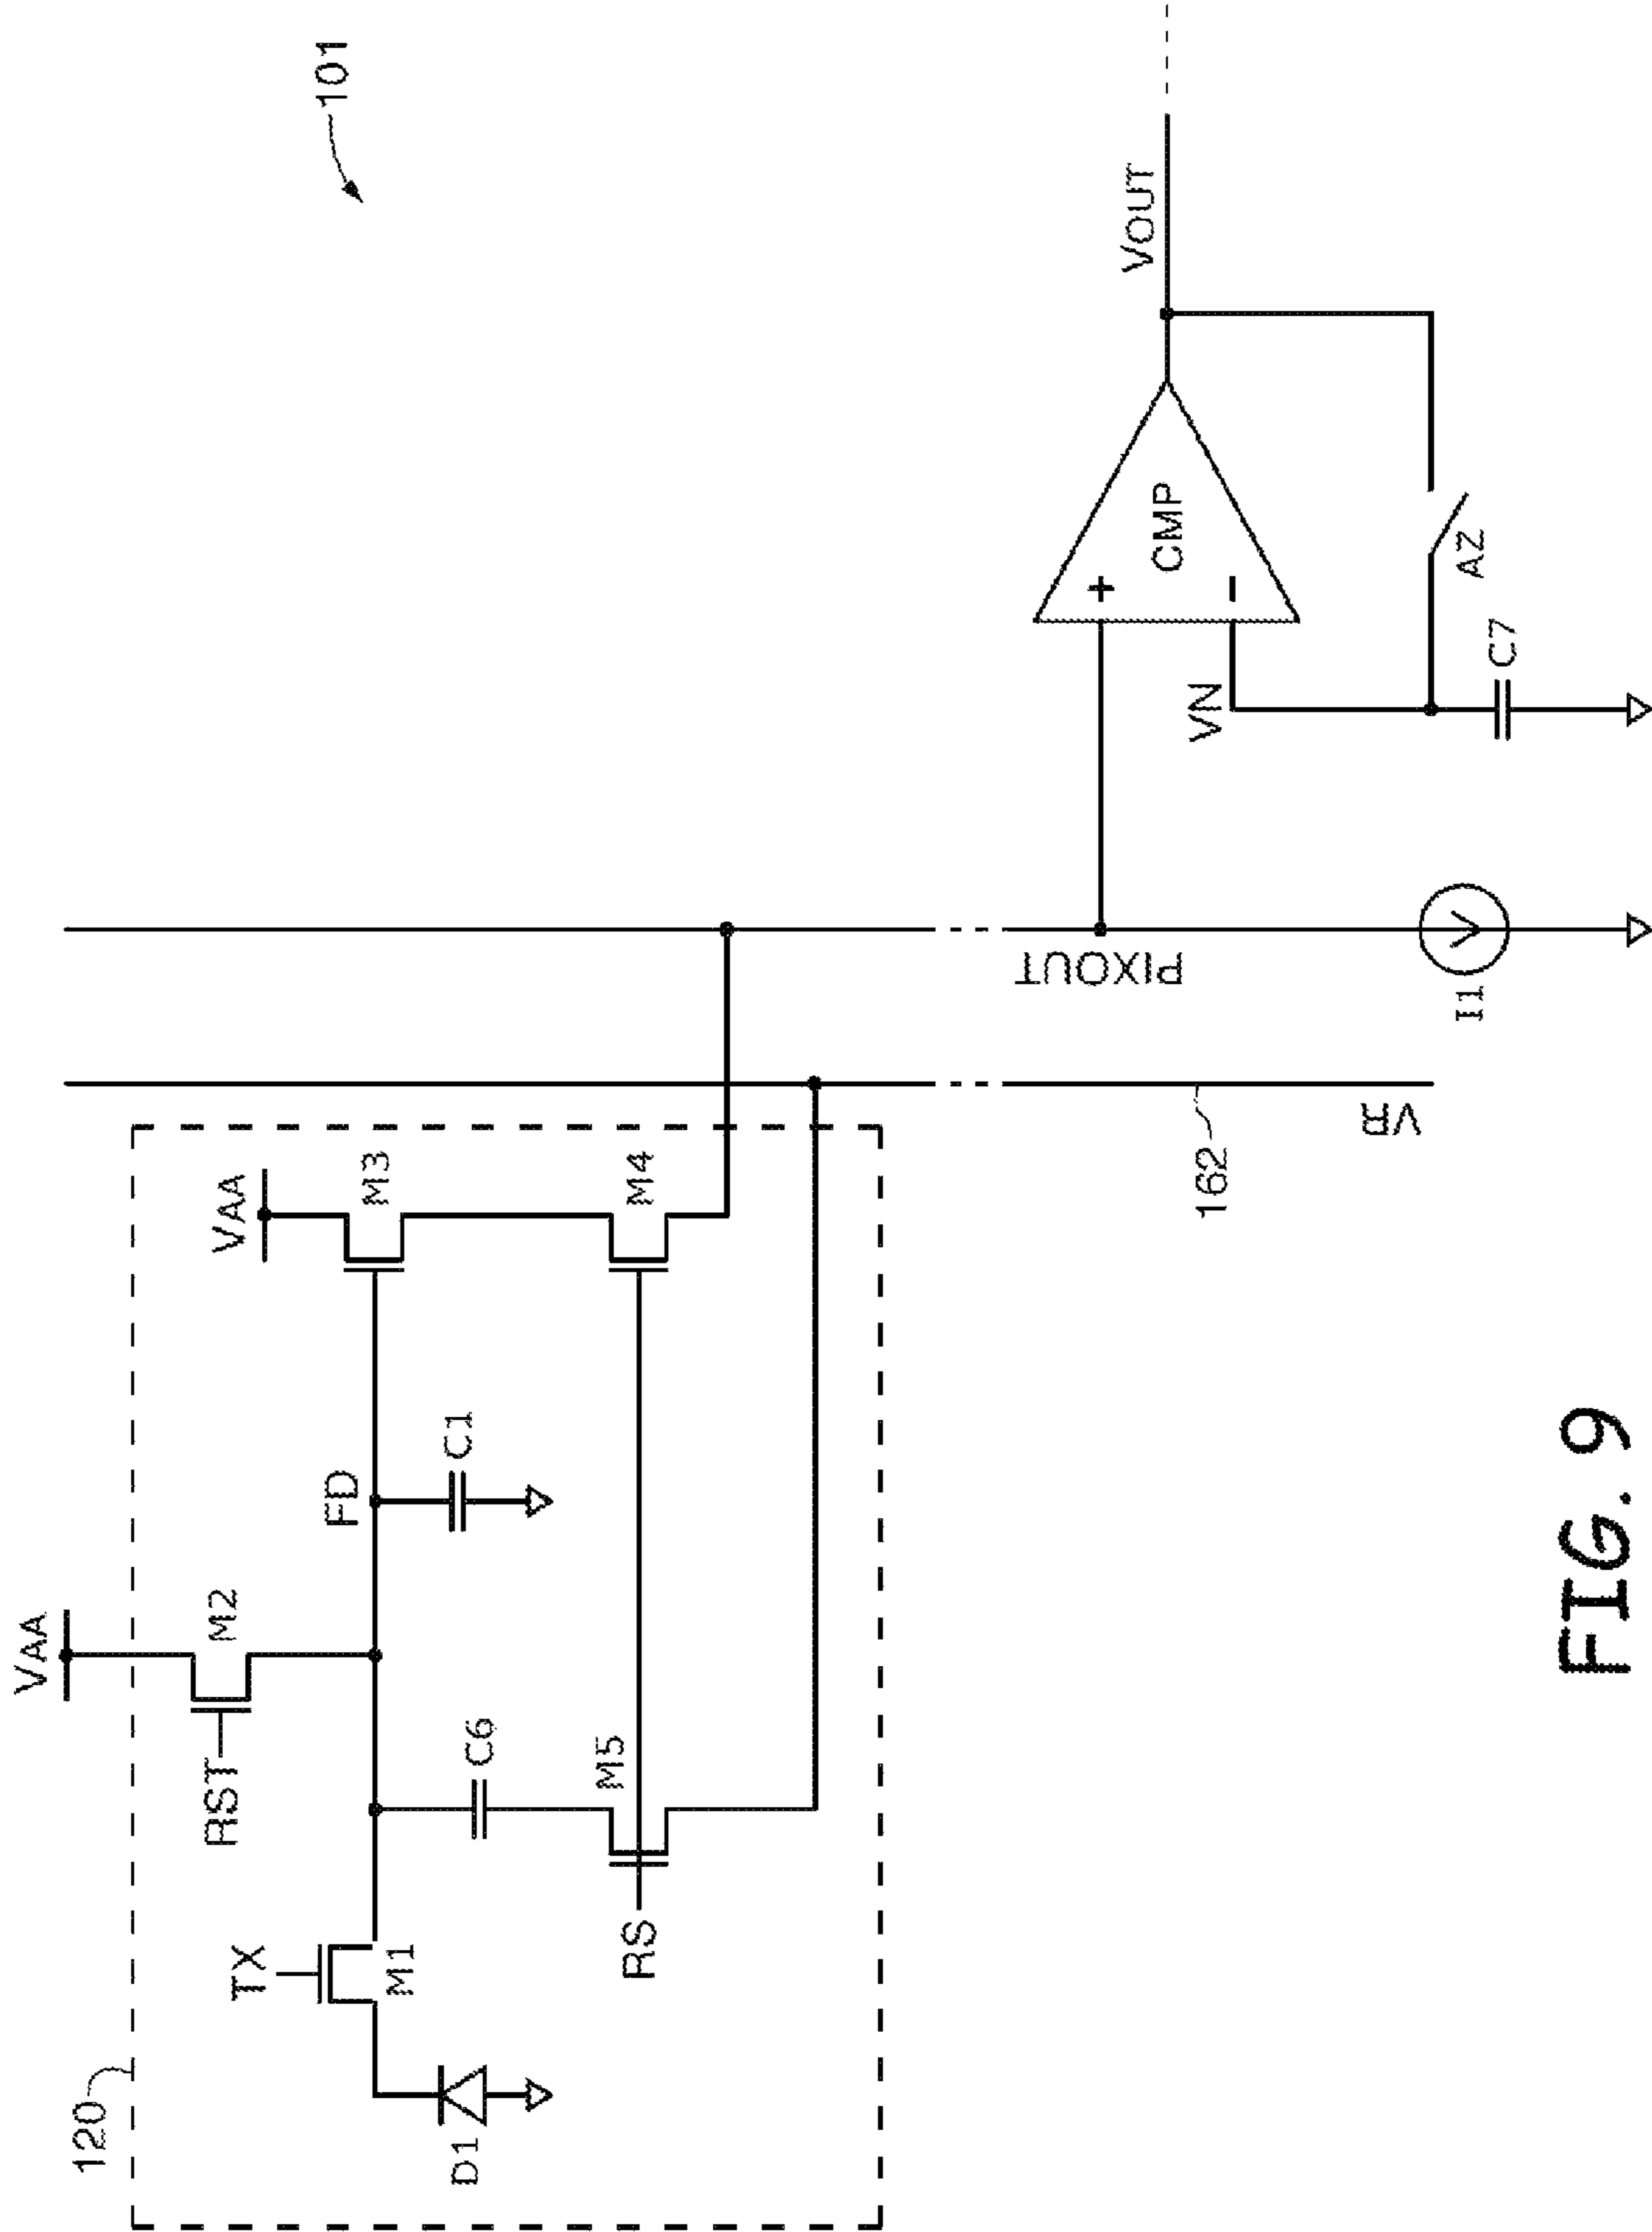 101
120
VAA
RST
M2
VAA
M3
TX
M1
FD
C6
C1
D1
RS
M5
M4
162
VR
PIXOUT
I1
VN
+
−
CMP
C7
AZ
VOUT
FIG. 9